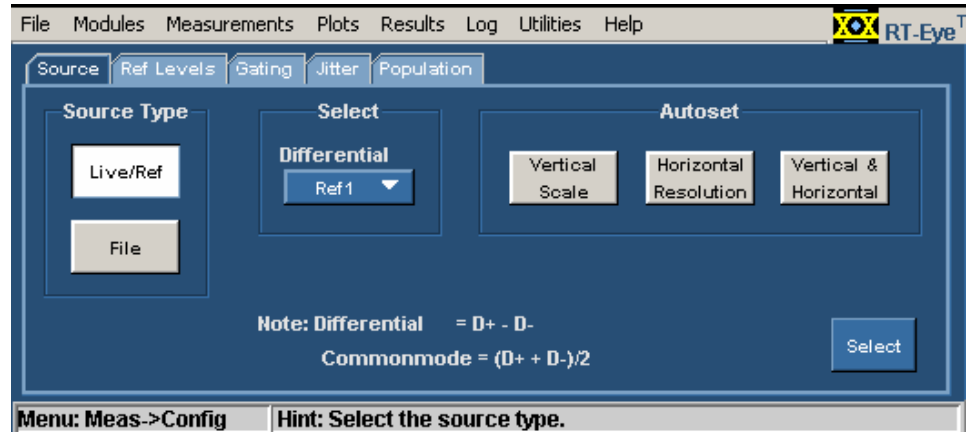 File Modules Measurements Plots Results Log Utilities Help
RT-Eye T
Source Ref Levels Gating Jitter Population
Source Type
Live/Ref
File
Select
Differential
Ref1
Autoset
Vertical
Scale
Horizontal
Resolution
Vertical &
Horizontal
Note: Differential = D+ - D-
Commonmode = (D+ + D-)/2
Select
Menu: Meas->Config
Hint: Select the source type.